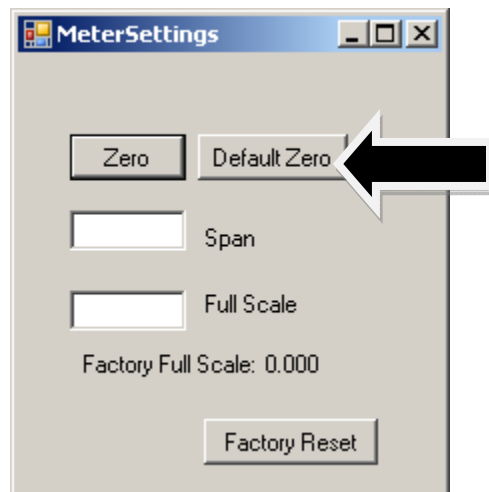 MeterSettings
Zero Default Zero
Span
Full Scale
Factory Full Scale: 0.000
Factory Reset